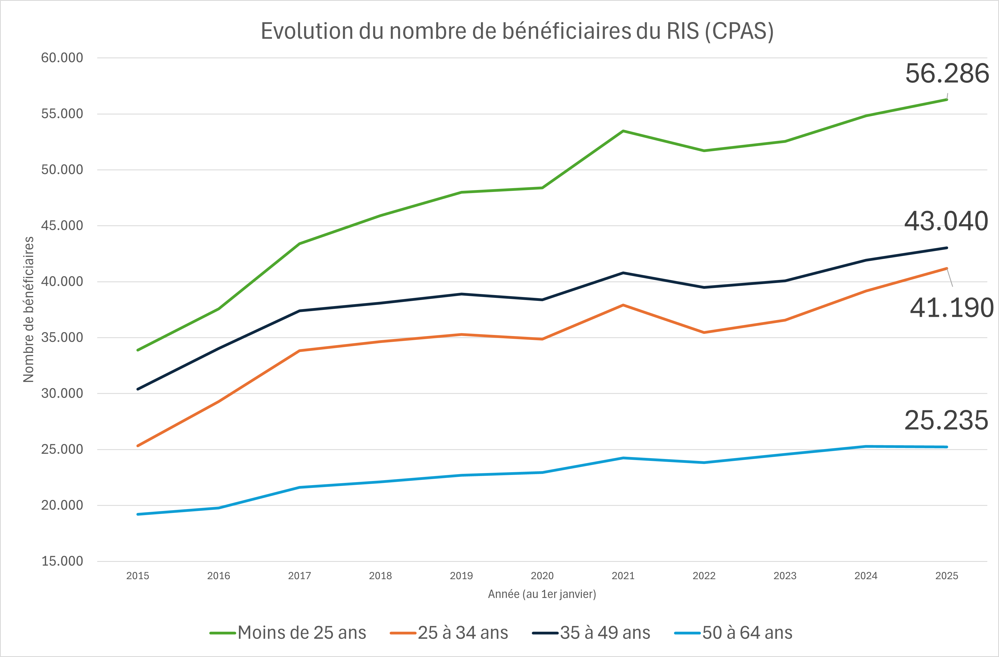 Evolution du nombre de bénéficiaires du RIS (CPAS)
60.000
56.286
55.000
50.000
45.000
43.040
40.000
41.190
35.000
30.000
25.235
25.000
20.000
15.000
Nombre de bénéficiaires
2015 2016 2017 2018 2019 2020 2021 2022 2023 2024 2025
Année (au 1er janvier)
Moins de 25 ans 25 à 34 ans 35 à 49 ans 50 à 64 ans